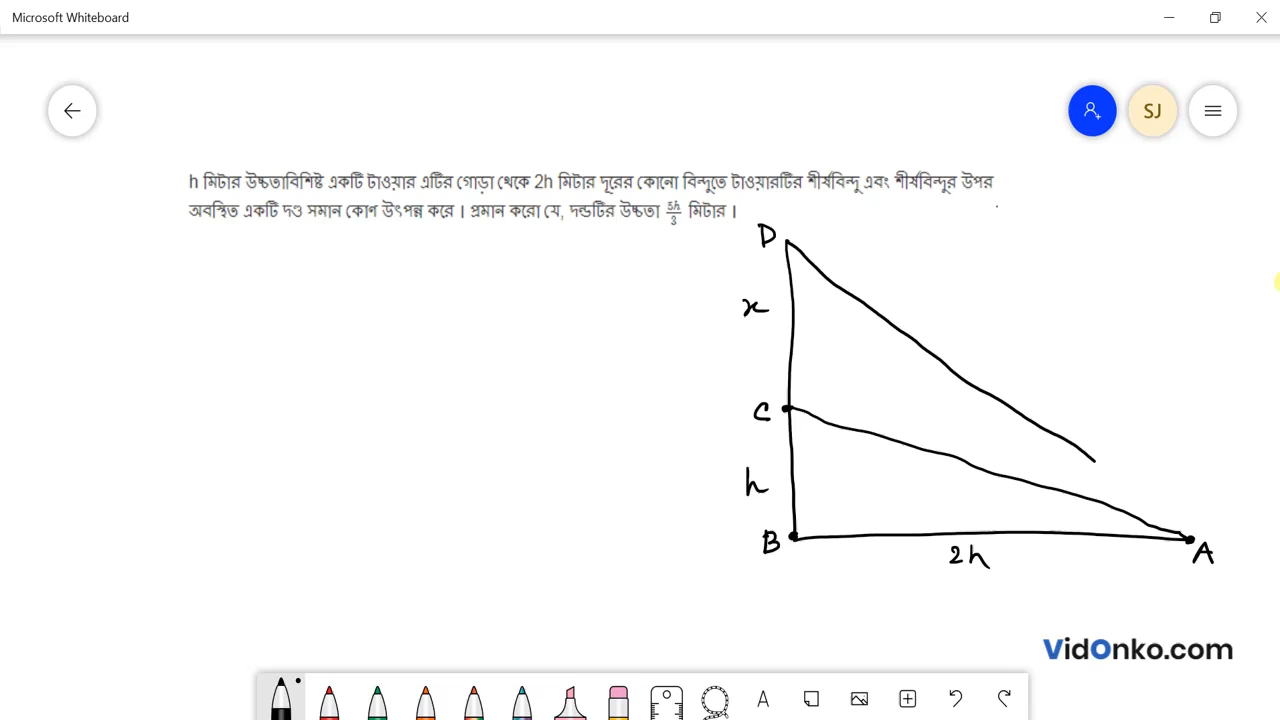 Microsoft Whiteboard
SJ
h মিটার উচ্চতাবিশিষ্ট একটি টাওয়ার এটির গোড়া থেকে 2h মিটার দূরের কোনো বিন্দুতে টাওয়ারটির শীর্ষবিন্দু এবং শীর্ষবিন্দুর উপর
অবস্থিত একটি দণ্ড সমান কোণ উৎপন্ন করে । প্রমান করো যে, দন্ডটির উচ্চতা 5h/3 মিটার ।
D
x
C
h
B
2h
A
VidOnko.com
A